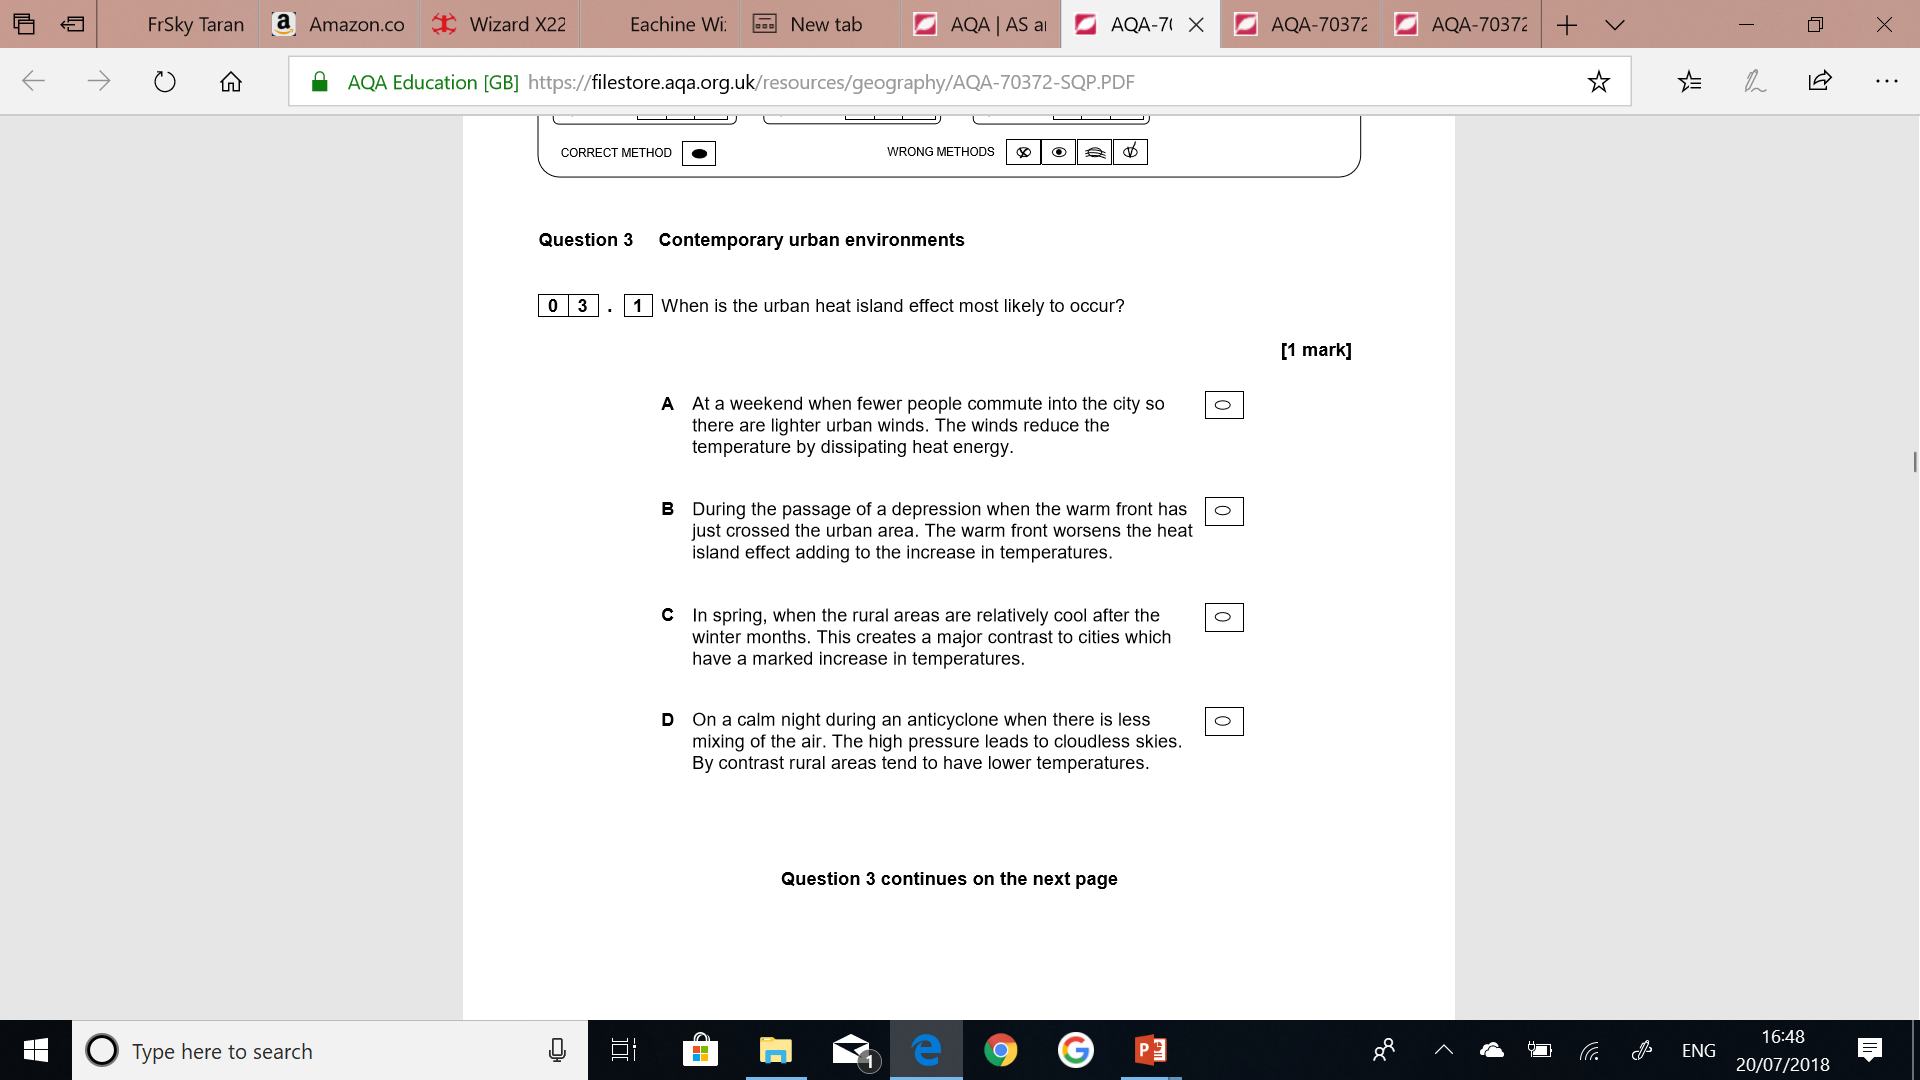 FrSky Taran
Amazon.co
Wizard X22
Eachine Wi:
New tab
AQA | AS a
AQA-70
AQA-70372
AQA-70372
AQA Education [GB] https://filestore.aqa.org.uk/resources/geography/AQA-70372-SQP.PDF
CORRECT METHOD
WRONG METHODS
Question 3 Contemporary urban environments
0 3 . 1 When is the urban heat island effect most likely to occur?
[1 mark]
A At a weekend when fewer people commute into the city so
there are lighter urban winds. The winds reduce the
temperature by dissipating heat energy.
B During the passage of a depression when the warm front has
just crossed the urban area. The warm front worsens the heat
island effect adding to the increase in temperatures.
C In spring, when the rural areas are relatively cool after the
winter months. This creates a major contrast to cities which
have a marked increase in temperatures.
D On a calm night during an anticyclone when there is less
mixing of the air. The high pressure leads to cloudless skies.
By contrast rural areas tend to have lower temperatures.
Question 3 continues on the next page
Type here to search
1
ENG
16:48
20/07/2018